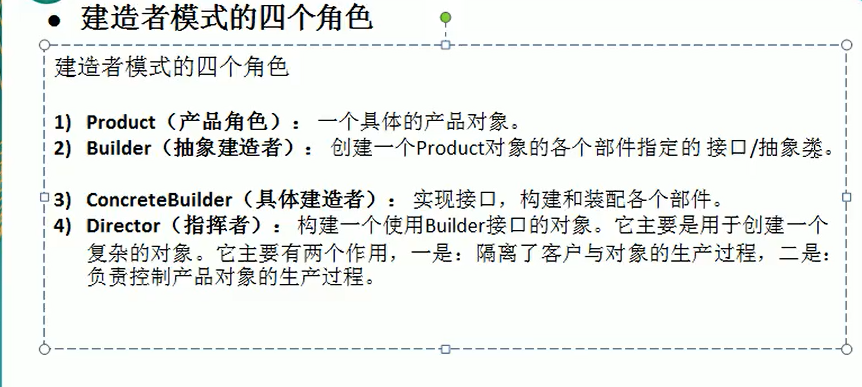 ● 建造者模式的四个角色
建造者模式的四个角色
1) Product（产品角色）： 一个具体的产品对象。
2) Builder（抽象建造者）： 创建一个Product对象的各个部件指定的 接口/抽象类。
3) ConcreteBuilder（具体建造者）： 实现接口，构建和装配各个部件。
4) Director（指挥者）： 构建一个使用Builder接口的对象。它主要是用于创建一个
复杂的对象。它主要有两个作用，一是：隔离了客户与对象的生产过程，二是：
负责控制产品对象的生产过程。